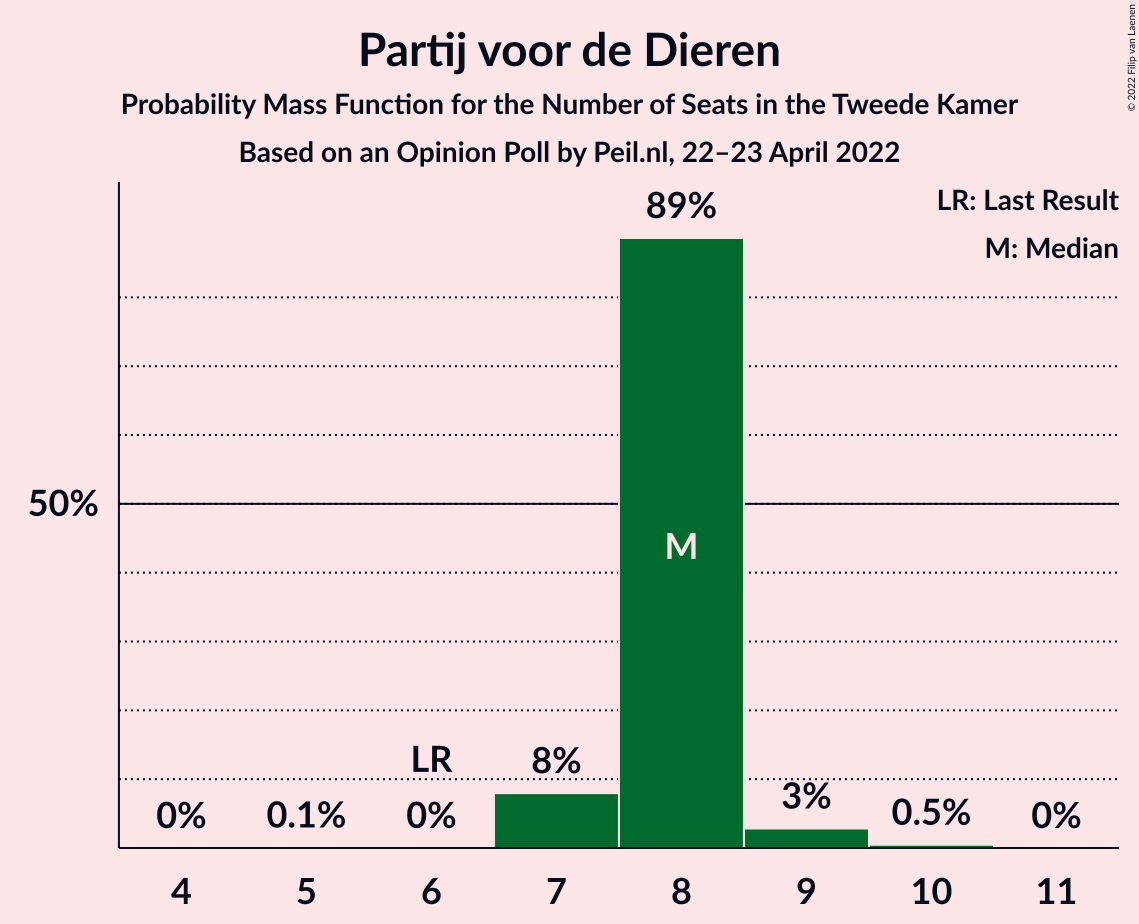 Partij voor de Dieren
Probability Mass Function for the Number of Seats in the Tweede Kamer
Based on an Opinion Poll by Peil.nl, 22–23 April 2022
© 2022 Filip van Laenen
LR: Last Result
M: Median
89%
50%
M
LR
8%
3%
0%
0.1%
0%
0.5%
0%
4 5 6 7 8 9 10 11